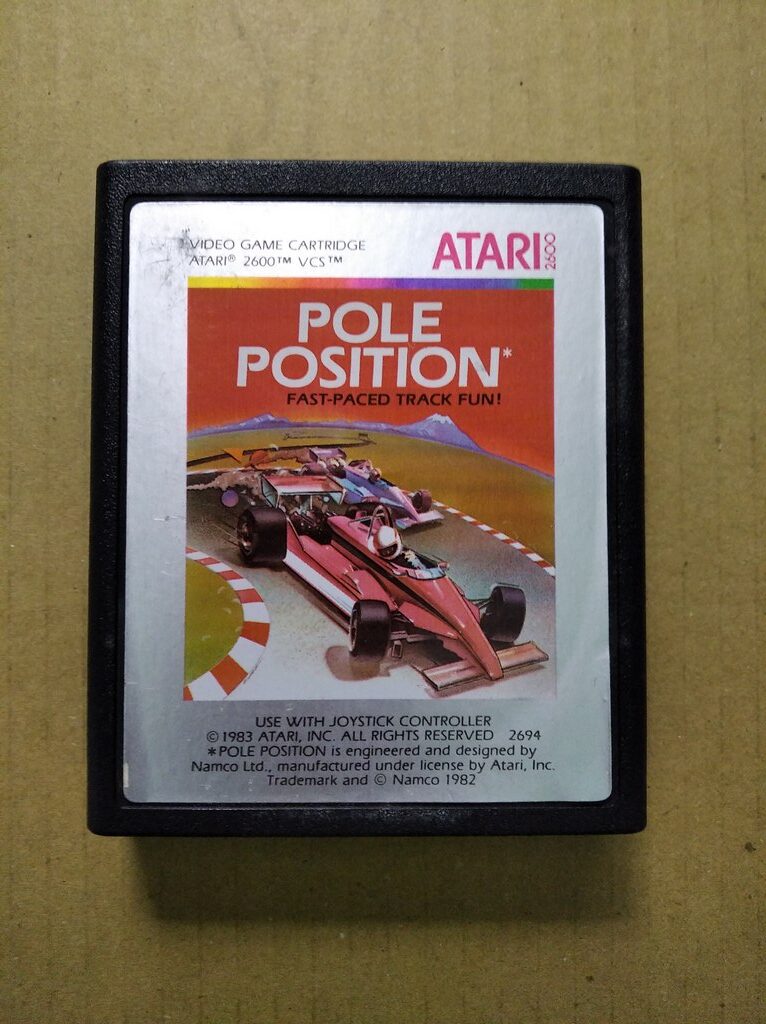 VIDEO GAME CARTRIDGE
ATARI® 2600™ VCS™
ATARI 2600
POLE
POSITION*
FAST-PACED TRACK FUN!
USE WITH JOYSTICK CONTROLLER
© 1983 ATARI, INC. ALL RIGHTS RESERVED 2694
*POLE POSITION is engineered and designed by
Namco Ltd., manufactured under license by Atari, Inc.
Trademark and © Namco 1982